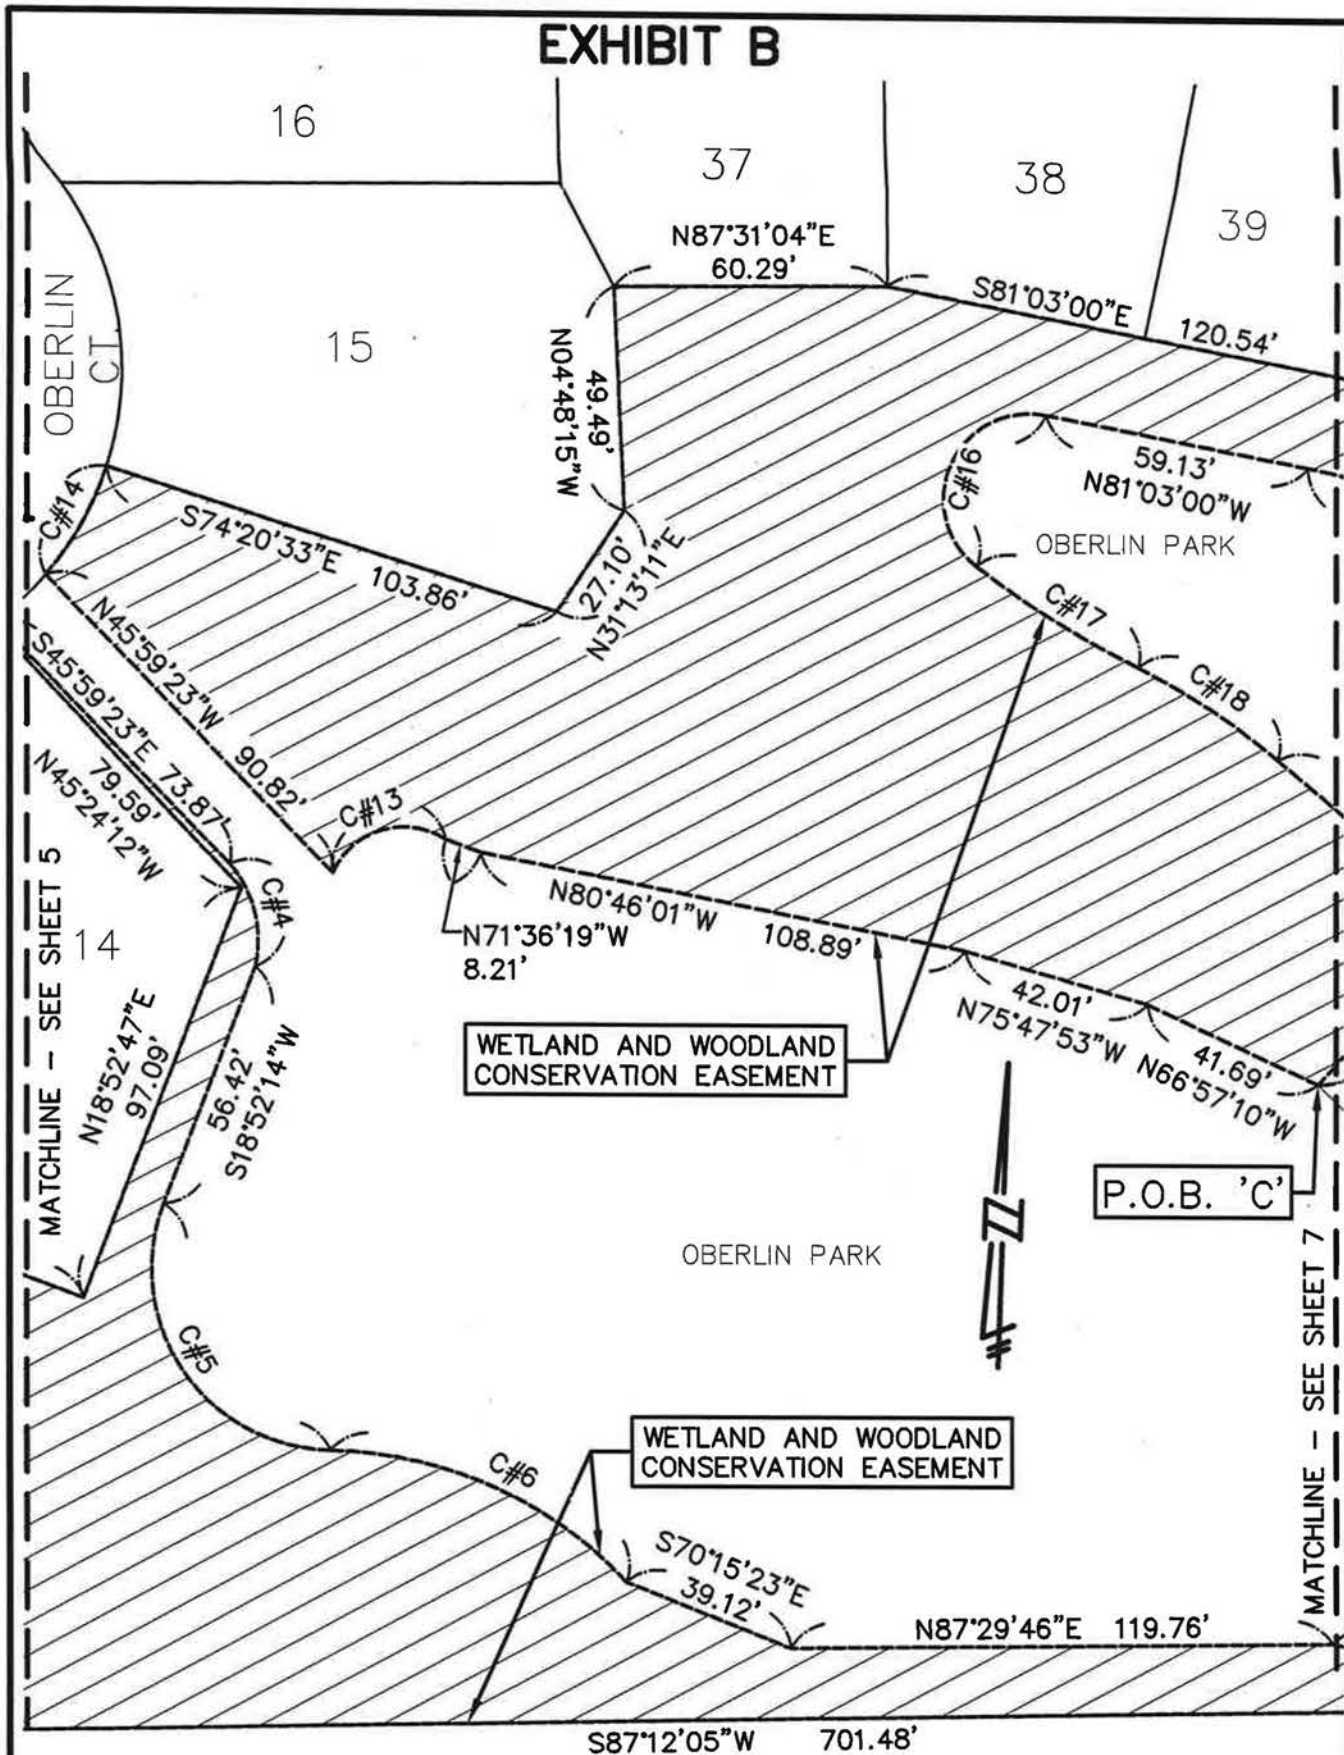 EXHIBIT B
16
37
38
39
N87°31'04"E
60.29'
S81°03'00"E
120.54'
OBERLIN
CT.
15
49.49'
N04°48'15"W
C#14
S74°20'33"E
103.86'
27.10'
N31°13'11"E
C#16
59.13'
N81°03'00"W
OBERLIN PARK
C#17
C#18
N45°59'23"W
90.82'
S45°59'23"E 73.87'
79.59'
N45°24'12"W
C#13
C#4
14
N80°46'01"W
108.89'
N71°36'19"W
8.21'
42.01'
N75°47'53"W
41.69'
N66°57'10"W
WETLAND AND WOODLAND
CONSERVATION EASEMENT
MATCHLINE - SEE SHEET 5
N18°52'47"E
97.09'
56.42'
S18°52'14"W
P.O.B. 'C'
OBERLIN PARK
MATCHLINE - SEE SHEET 7
C#5
C#6
WETLAND AND WOODLAND
CONSERVATION EASEMENT
S70°15'23"E
39.12'
N87°29'46"E 119.76'
S87°12'05"W 701.48'